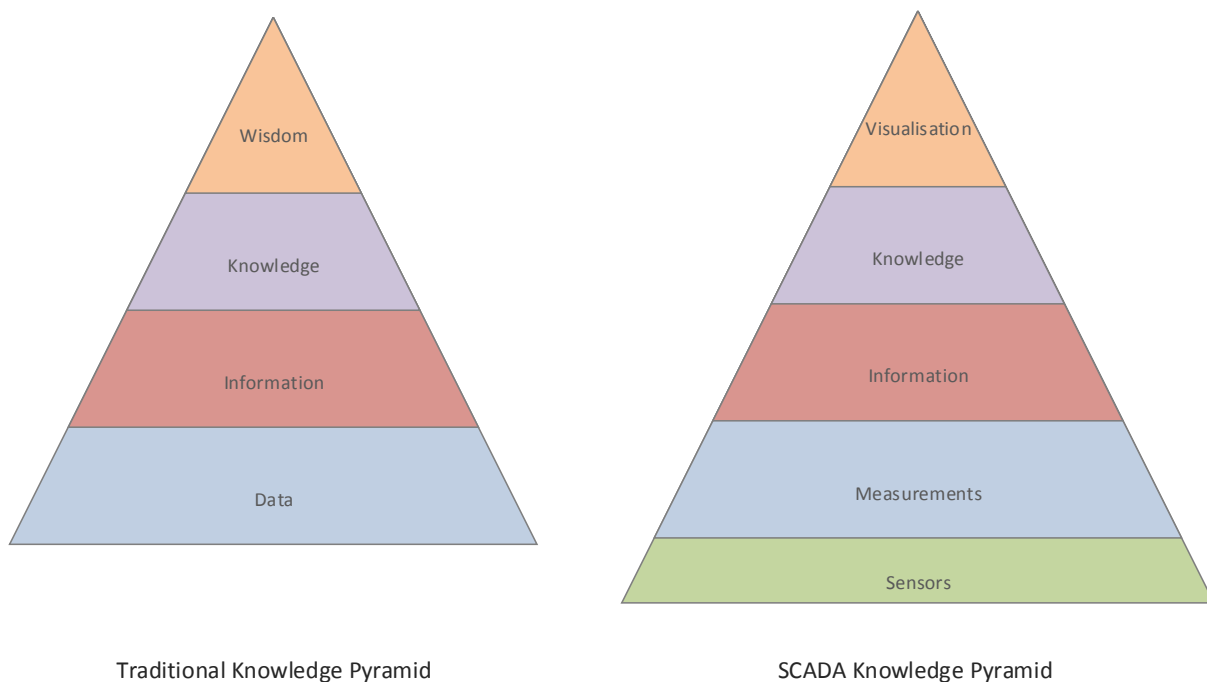 Wisdom
Knowledge
Information
Data
Traditional Knowledge Pyramid
Visualisation
Knowledge
Information
Measurements
Sensors
SCADA Knowledge Pyramid